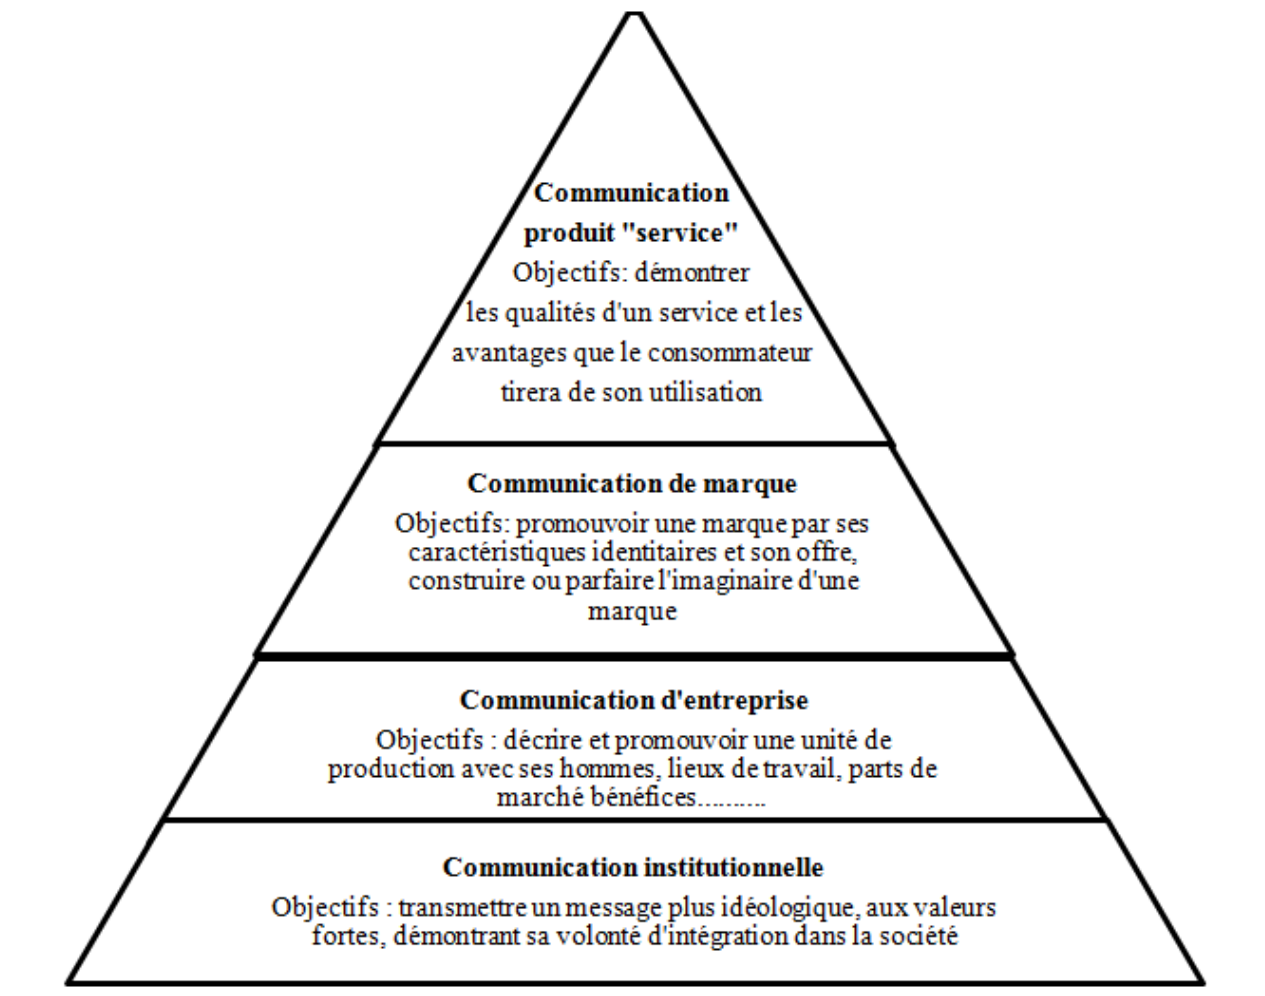 Communication
produit "service"
Objectifs: démontrer
les qualités d'un service et les
avantages que le consommateur
tirera de son utilisation
Communication de marque
Objectifs: promouvoir une marque par ses
caractéristiques identitaires et son offre,
construire ou parfaire l'imaginaire d'une
marque
Communication d'entreprise
Objectifs : décrire et promouvoir une unité de
production avec ses hommes, lieux de travail, parts de
marché bénéfices..........
Communication institutionnelle
Objectifs : transmettre un message plus idéologique, aux valeurs
fortes, démontrant sa volonté d'intégration dans la société